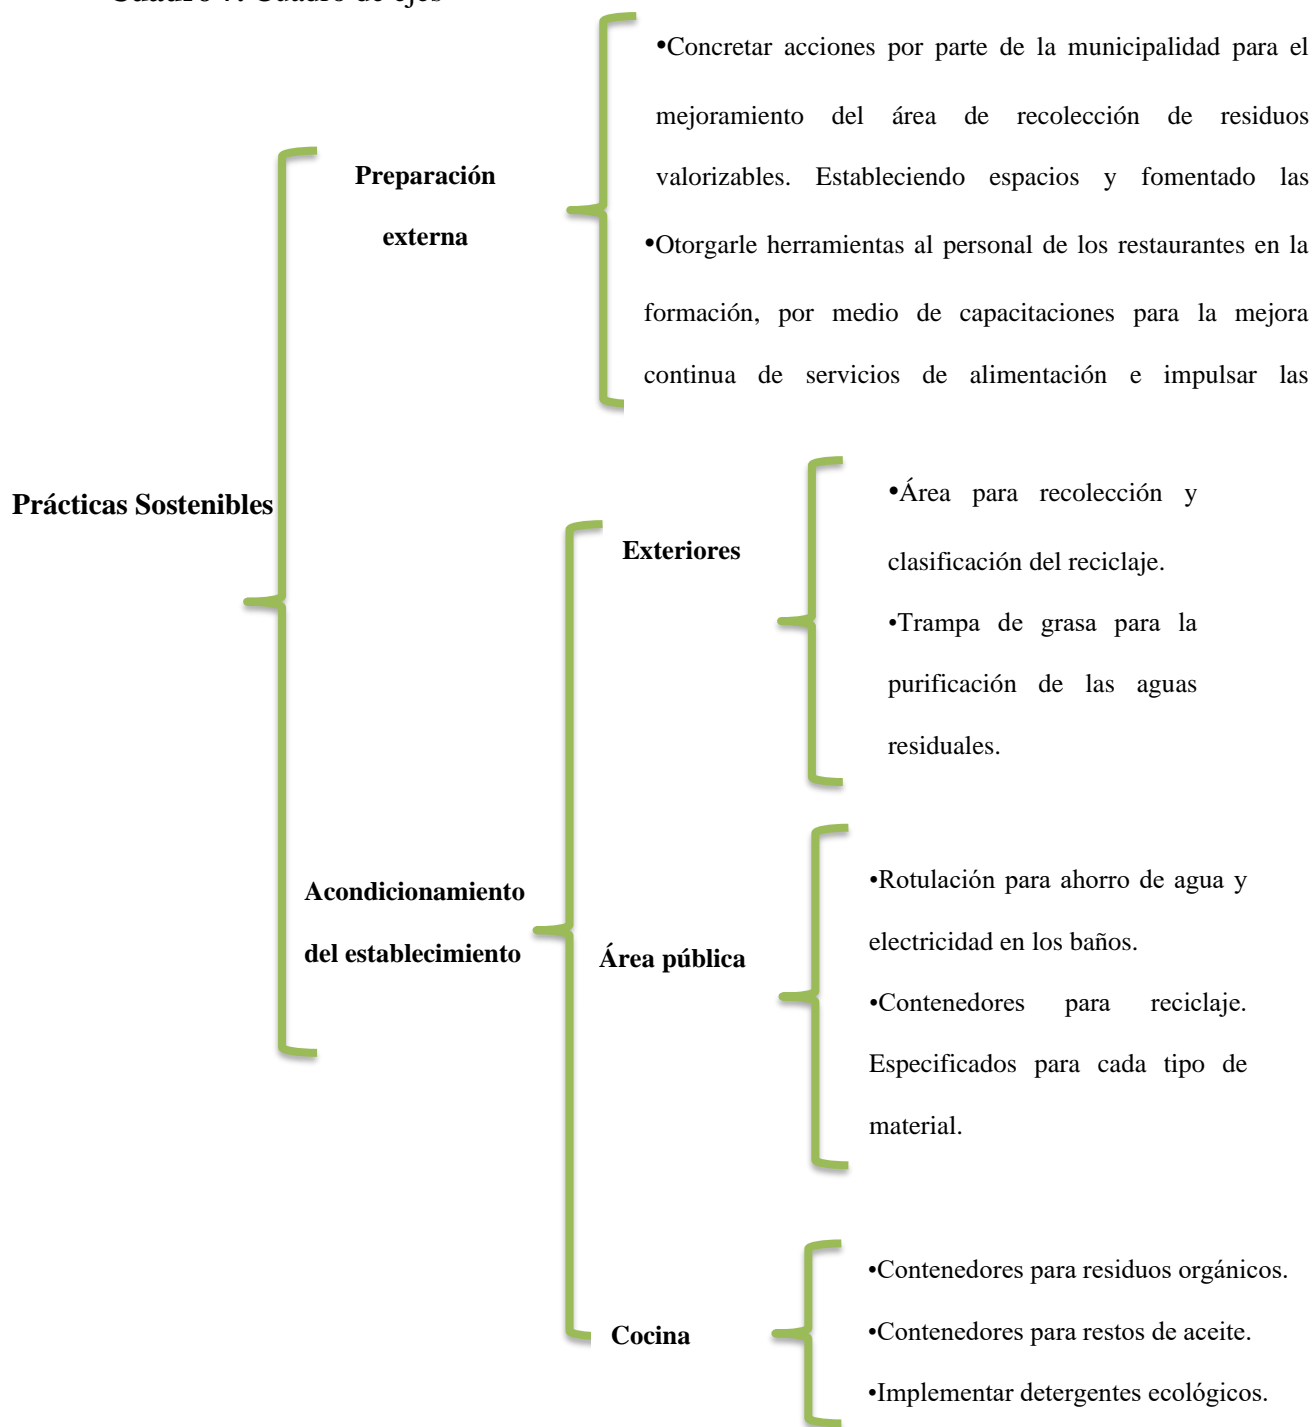 Cuadro 7. Cuadro de ejes
•Concretar acciones por parte de la municipalidad para el
mejoramiento del área de recolección de residuos
valorizables. Estableciendo espacios y fomentado las
•Otorgarle herramientas al personal de los restaurantes en la
formación, por medio de capacitaciones para la mejora
continua de servicios de alimentación e impulsar las
Preparación
externa
Prácticas Sostenibles
Exteriores
•Área para recolección y
clasificación del reciclaje.
•Trampa de grasa para la
purificación de las aguas
residuales.
Acondicionamiento
del establecimiento
Área pública
•Rotulación para ahorro de agua y
electricidad en los baños.
•Contenedores para reciclaje.
Especificados para cada tipo de
material.
Cocina
•Contenedores para residuos orgánicos.
•Contenedores para restos de aceite.
•Implementar detergentes ecológicos.